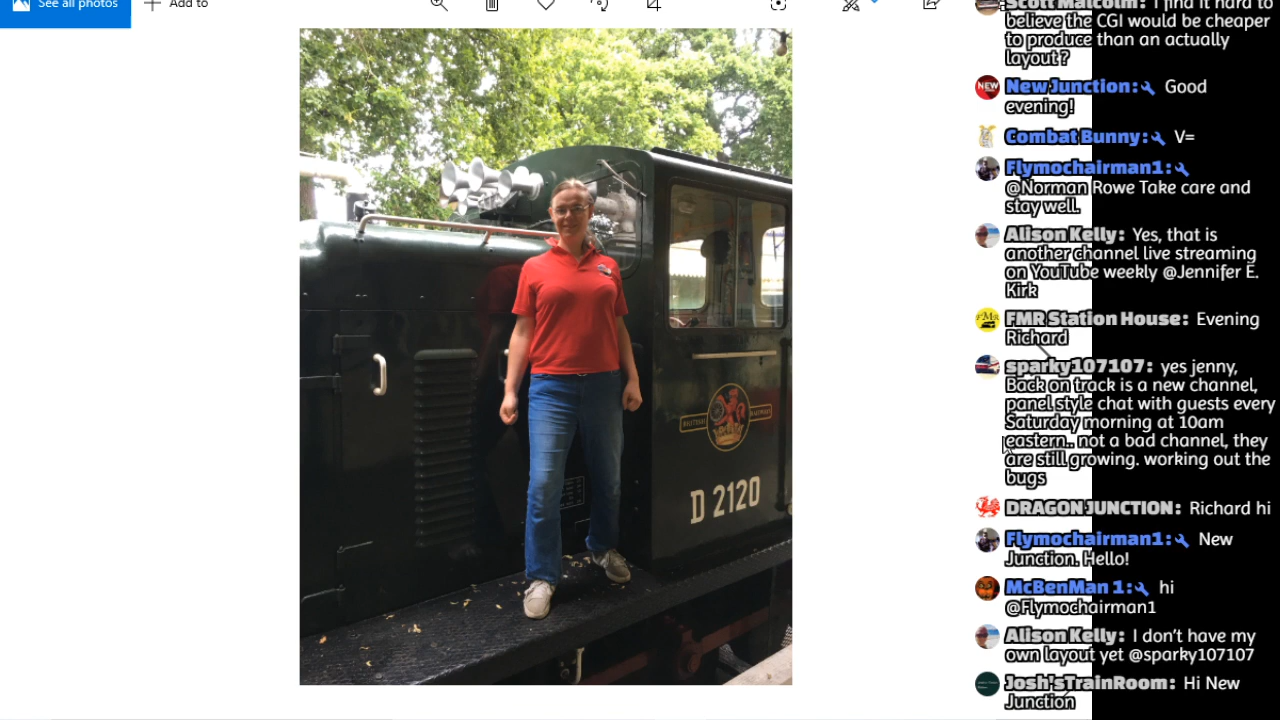 See all photos
Add to
D 2120
Scott Malcolm: I find it hard to
believe the CGI would be cheaper
to produce than an actually
layout ?
New Junction: Good
evening!
Combat Bunny: V=
Flymochairman1:
@Norman Rowe Take care and
stay well.
Alison Kelly: Yes, that is
another channel live streaming
on YouTube weekly @Jennifer E.
Kirk
FMR Station House: Evening
Richard
sparky107107: yes jenny,
Back on track is a new channel,
panel style chat with guests every
Saturday morning at 10am
eastern.. not a bad channel, they
are still growing. working out the
bugs
DRAGON JUNCTION: Richard hi
Flymochairman1: New
Junction. Hello!
McBenMan 1: hi
@Flymochairman1
Alison Kelly: I don't have my
own layout yet @sparky107107
Josh'sTrainRoom: Hi New
Junction